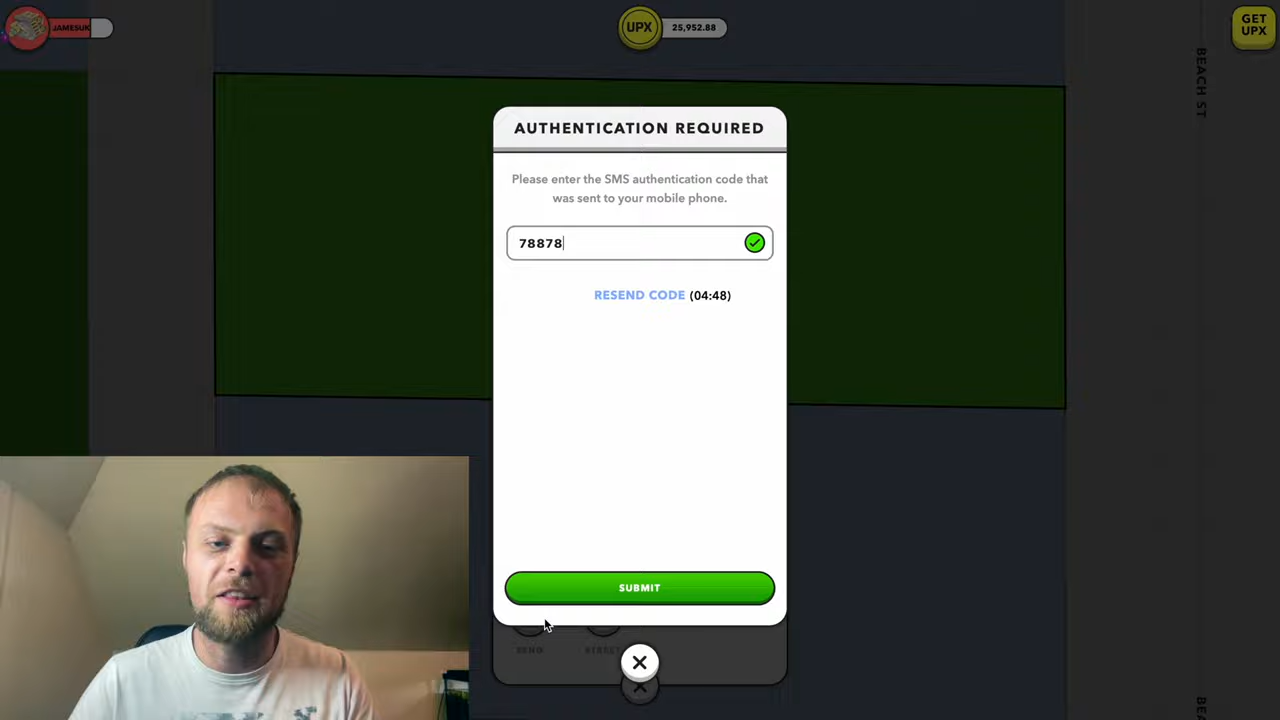 JAMESUK
UPX
25,952.88
GET
UPX
BEACH ST
AUTHENTICATION REQUIRED
Please enter the SMS authentication code that
was sent to your mobile phone.
78878
RESEND CODE (04:48)
SUBMIT
SEND